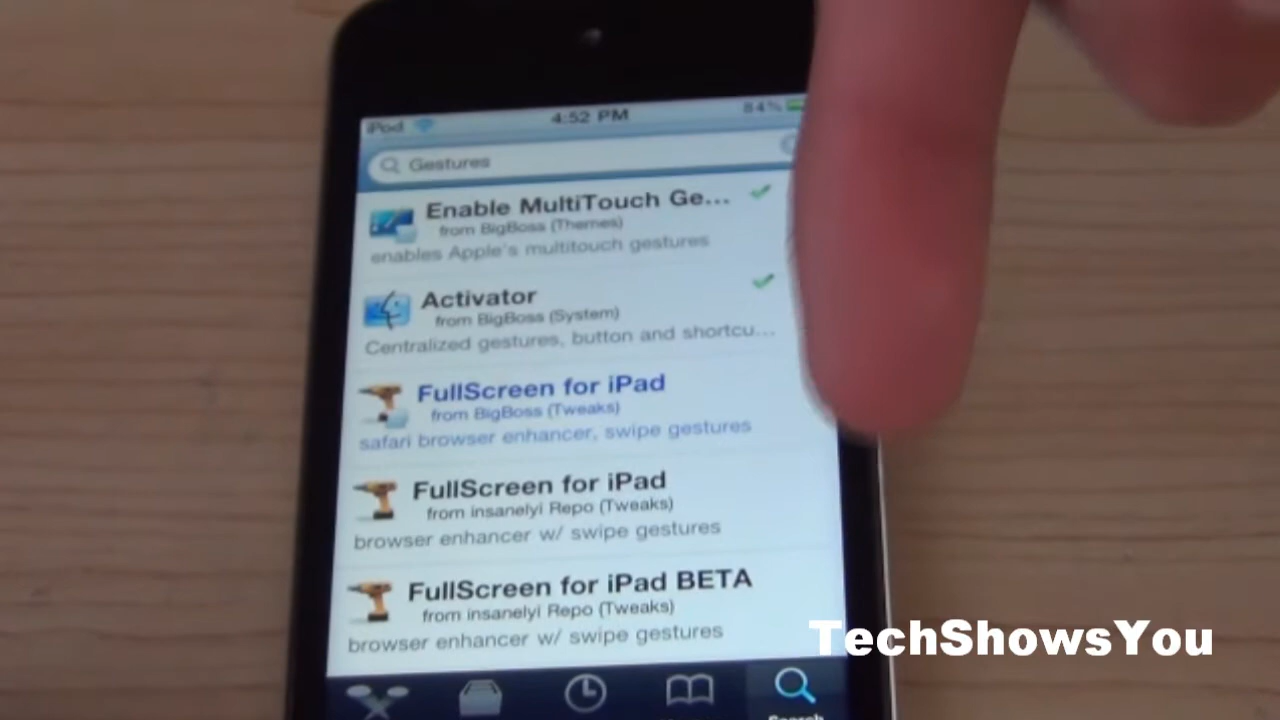 iPod 4:52 PM 84%
Gestures
Enable MultiTouch Ge...
from BigBoss (Themes)
enables Apple's multitouch gestures
Activator
from BigBoss (System)
Centralized gestures, button and shortcu...
FullScreen for iPad
from BigBoss (Tweaks)
safari browser enhancer, swipe gestures
FullScreen for iPad
from insanelyi Repo (Tweaks)
browser enhancer w/ swipe gestures
FullScreen for iPad BETA
from insanelyi Repo (Tweaks)
browser enhancer w/ swipe gestures
TechShowsYou
Search